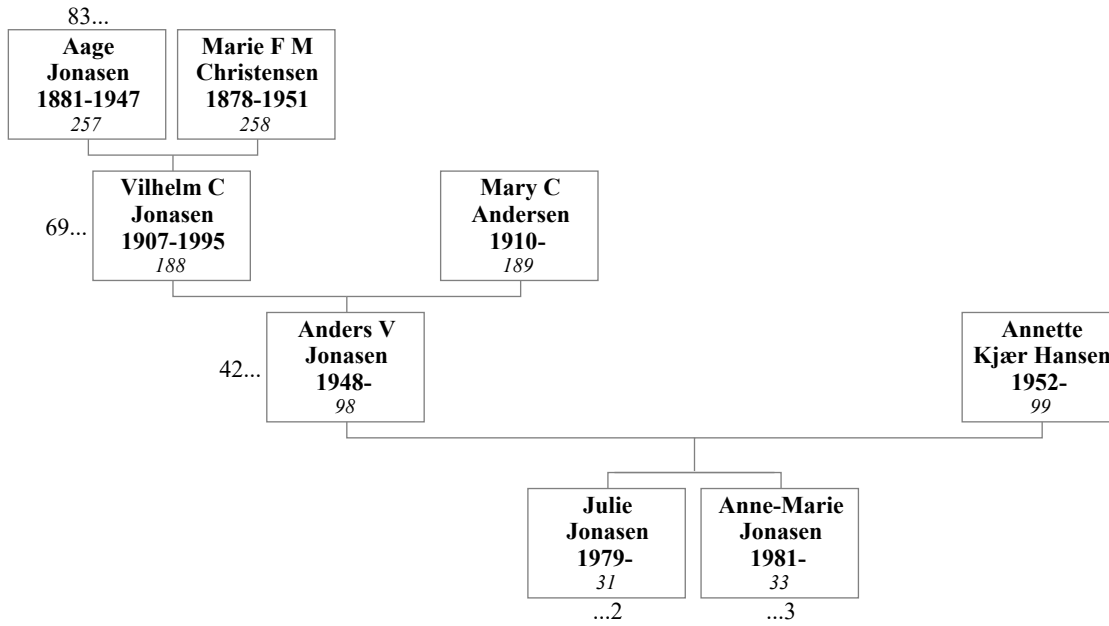 83...
Aage
Jonasen
1881-1947
257
Marie F M
Christensen
1878-1951
258
69...
Vilhelm C
Jonasen
1907-1995
188
Mary C
Andersen
1910-
189
42...
Anders V
Jonasen
1948-
98
Annette
Kjær Hansen
1952-
99
Julie
Jonasen
1979-
31
...2
Anne-Marie
Jonasen
1981-
33
...3